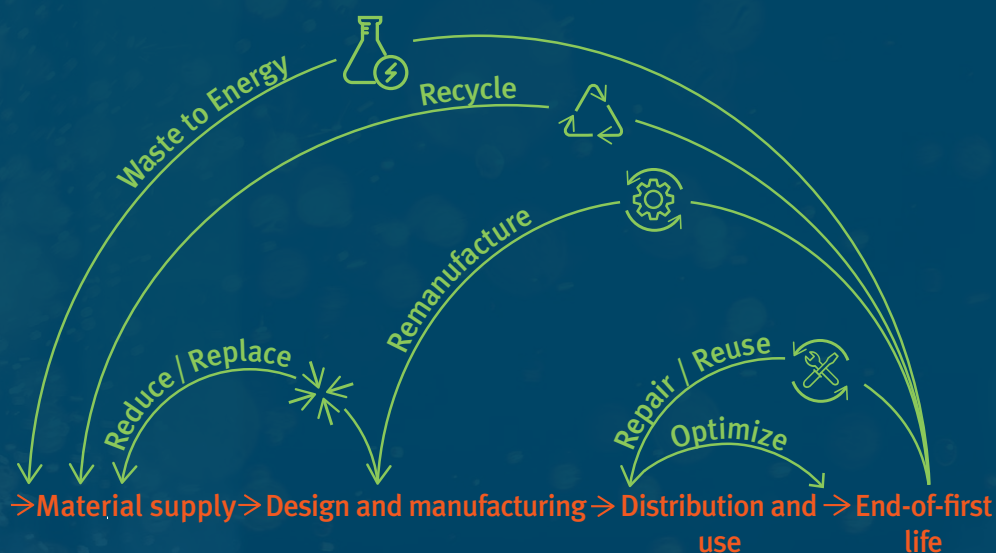 Waste to Energy
Recycle
Remanufacture
Reduce / Replace
Repair / Reuse
Optimize
Material supply
Design and manufacturing
Distribution and
use
End-of-first
life